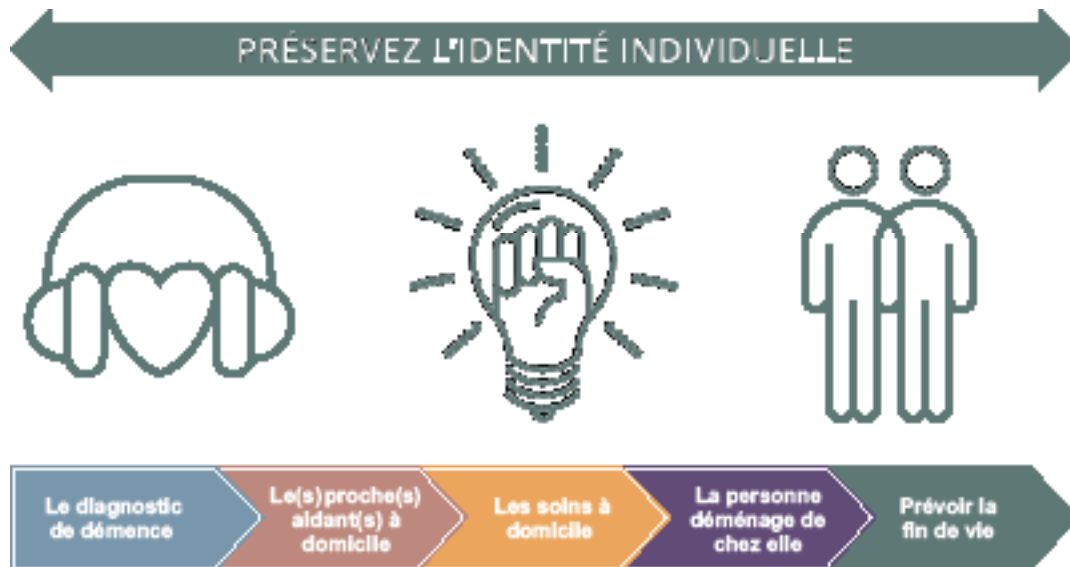 PRÉSERVEZ L'IDENTITÉ INDIVIDUELLE
Le diagnostic
de démence
Le(s)proche(s)
aidant(s) à
domicile
Les soins à
domicile
La personne
déménage de
chez elle
Prévoir la
fin de vie